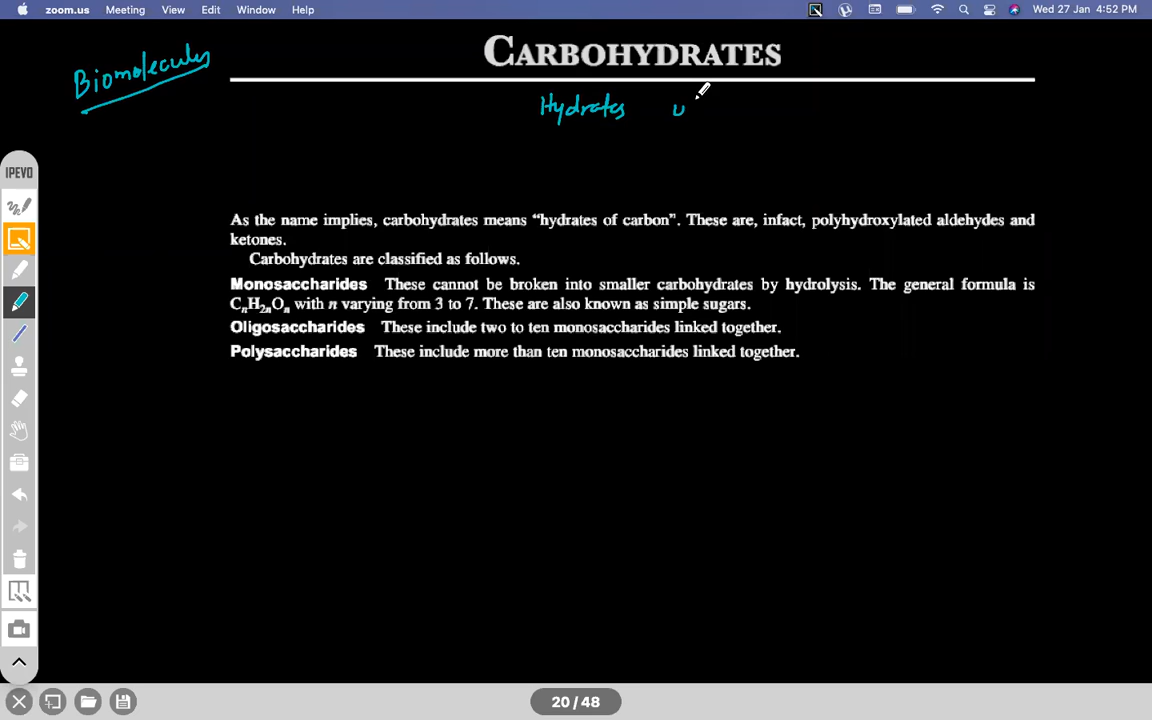 zoom.us Meeting View Edit Window Help Wed 27 Jan 4:52 PM
Biomolecules
CARBOHYDRATES
Hydrates
IPEVO
As the name implies, carbohydrates means “hydrates of carbon”. These are, infact, polyhydroxylated aldehydes and
ketones.
Carbohydrates are classified as follows.
Monosaccharides These cannot be broken into smaller carbohydrates by hydrolysis. The general formula is
CₙH₂ₙOₙ with n varying from 3 to 7. These are also known as simple sugars.
Oligosaccharides These include two to ten monosaccharides linked together.
Polysaccharides These include more than ten monosaccharides linked together.
20 / 48